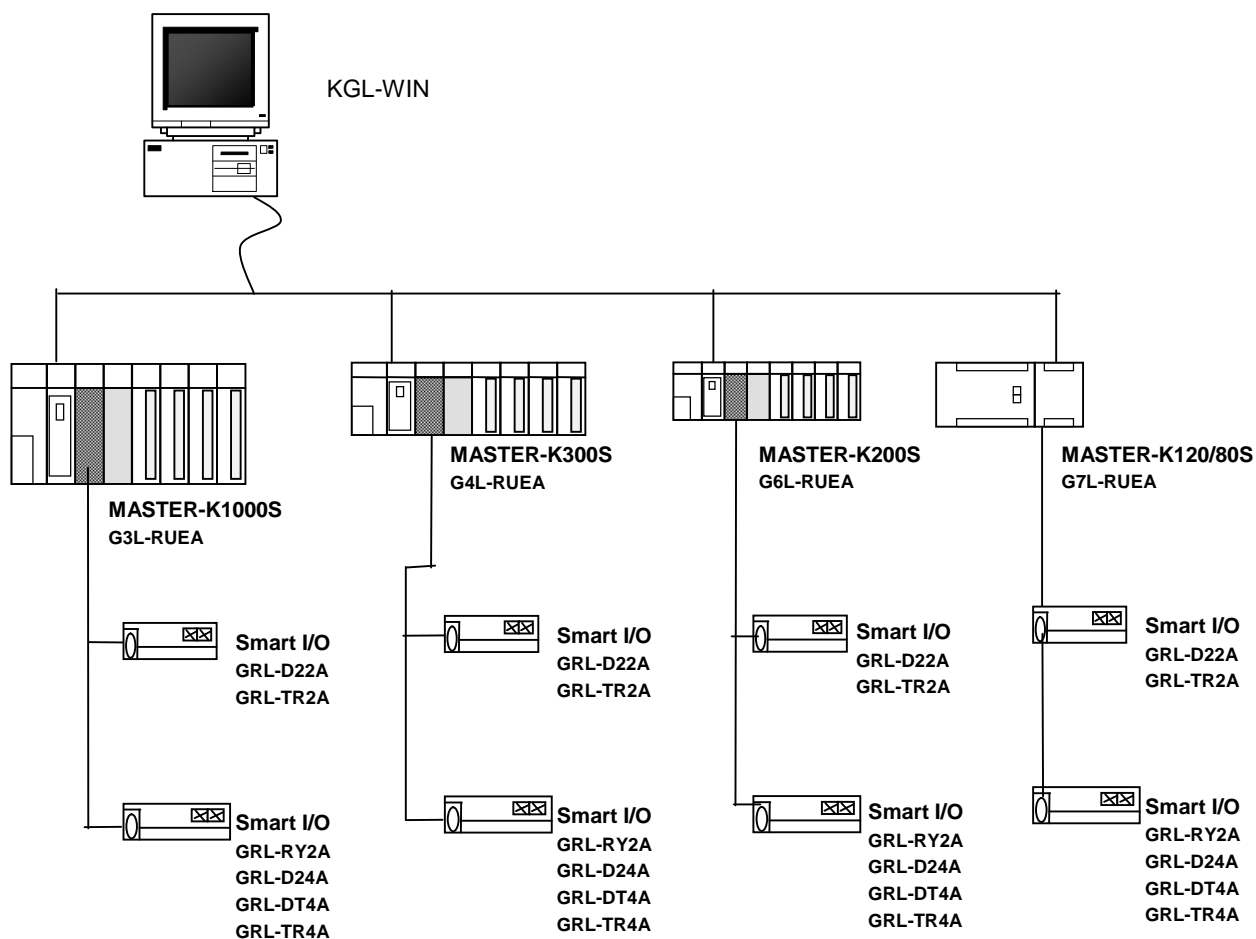 KGL-WIN
MASTER-K1000S
G3L-RUEA
MASTER-K300S
G4L-RUEA
MASTER-K200S
G6L-RUEA
MASTER-K120/80S
G7L-RUEA
Smart I/O
GRL-D22A
GRL-TR2A
Smart I/O
GRL-D22A
GRL-TR2A
Smart I/O
GRL-D22A
GRL-TR2A
Smart I/O
GRL-D22A
GRL-TR2A
Smart I/O
GRL-RY2A
GRL-D24A
GRL-DT4A
GRL-TR4A
Smart I/O
GRL-RY2A
GRL-D24A
GRL-DT4A
GRL-TR4A
Smart I/O
GRL-RY2A
GRL-D24A
GRL-DT4A
GRL-TR4A
Smart I/O
GRL-RY2A
GRL-D24A
GRL-DT4A
GRL-TR4A